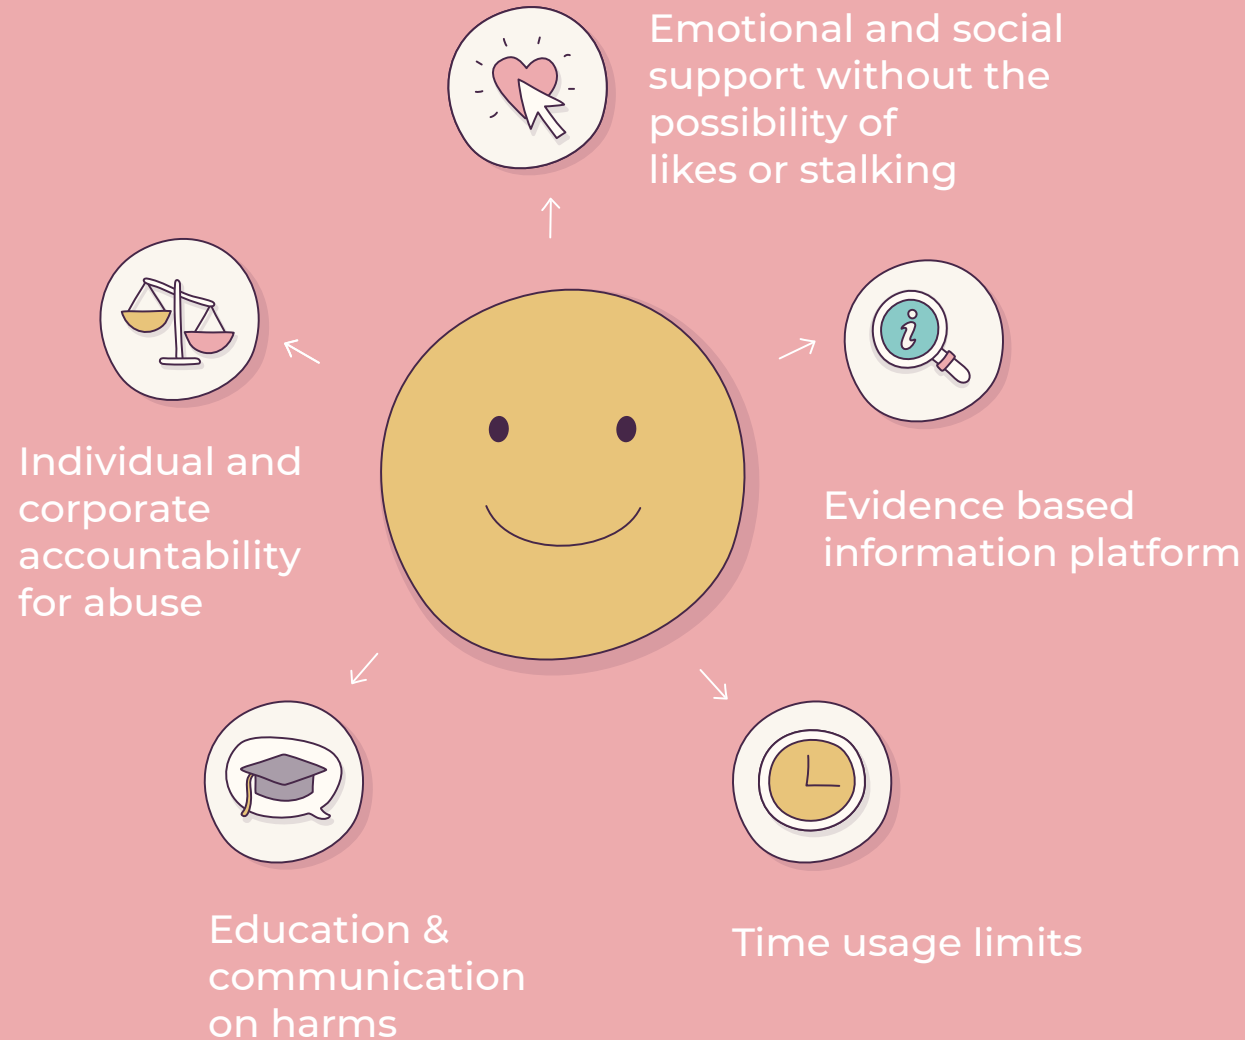 Emotional and social
support without the
possibility of
likes or stalking
Individual and
corporate
accountability
for abuse
Evidence based
information platform
Education &
communication
on harms
Time usage limits